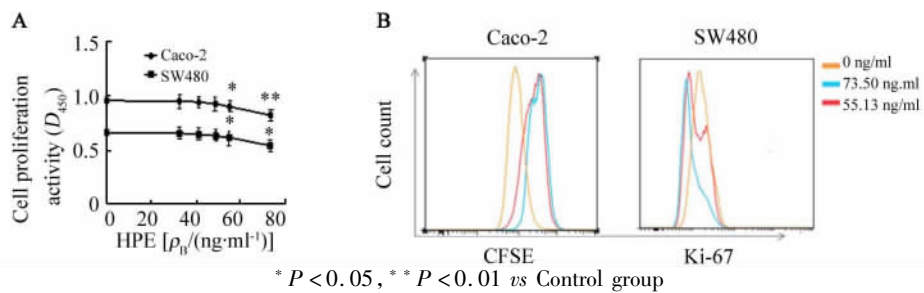 A
Cell proliferation
activity (D450)
1.5
1.0
0.5
0
Caco-2
SW480
*
**
*
*
0 20 40 60 80
HPE [ρB/(ng·ml-1)]
B
Caco-2
SW480
Cell count
CFSE
Ki-67
0 ng/ml
73.50 ng.ml
55.13 ng/ml
* P<0.05, ** P<0.01 vs Control group